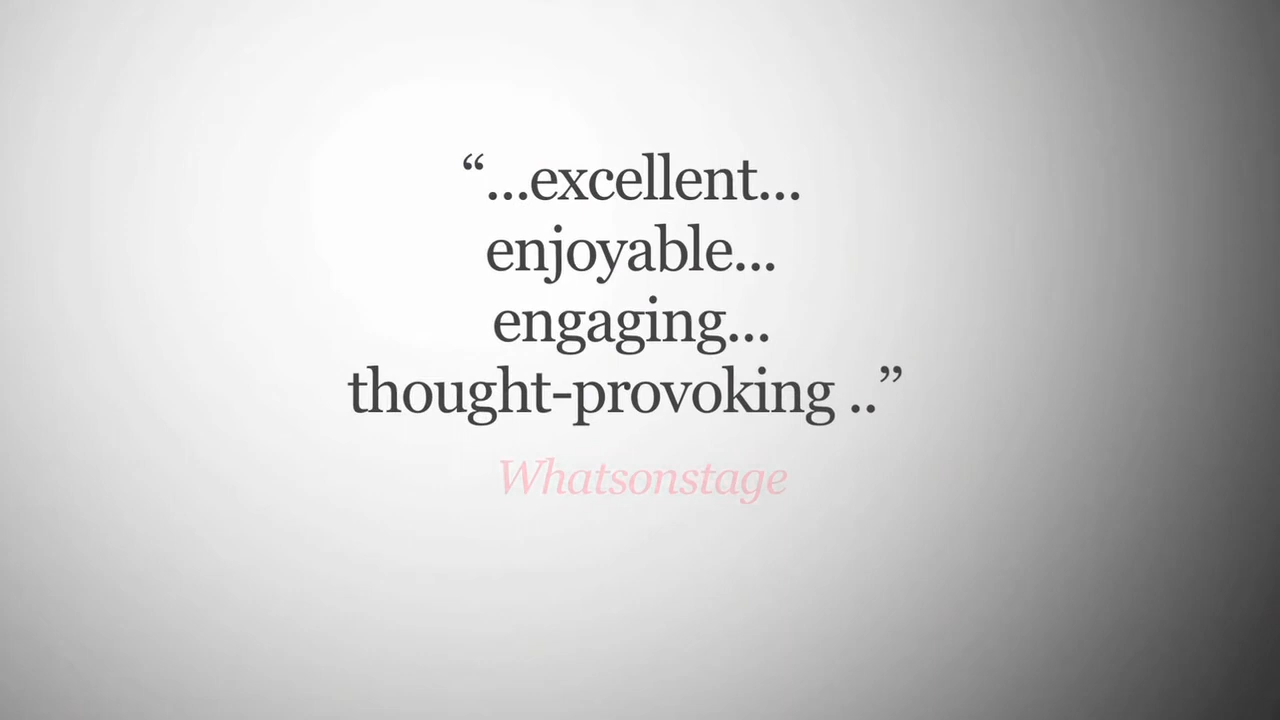 “...excellent...
enjoyable...
engaging...
thought-provoking ..”
Whatsonstage